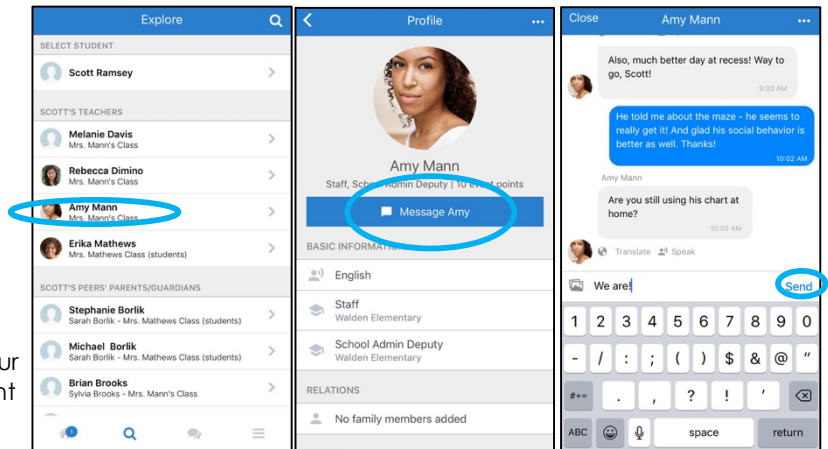 Explore
SELECT STUDENT
Scott Ramsey
SCOTT'S TEACHERS
Melanie Davis
Mrs. Mann's Class
Rebecca Dimino
Mrs. Mann's Class
Amy Mann
Mrs. Mann's Class
Erika Mathews
Mrs. Mathews Class (students)
SCOTT'S PEERS' PARENTS/GUARDIANS
Stephanie Borlik
Sarah Borlik - Mrs. Mathews Class (students)
Michael Borlik
Sarah Borlik - Mrs. Mathews Class (students)
Brian Brooks
Sylvia Brooks - Mrs. Mann's Class
1
ur
nt
Profile
Amy Mann
Staff, School Admin Deputy | 10 event points
Message Amy
BASIC INFORMATION
English
Staff
Walden Elementary
School Admin Deputy
Walden Elementary
RELATIONS
No family members added
Close Amy Mann
Also, much better day at recess! Way to
go, Scott!
9:33 AM
He told me about the maze - he seems to
really get it! And glad his social behavior is
better as well. Thanks!
10:02 AM
Amy Mann
Are you still using his chart at
home?
10:03 AM
Translate Speak
We are! Send
1 2 3 4 5 6 7 8 9 0
- / : ; ( ) $ & @ "
#+= . , ? ! '
ABC space return